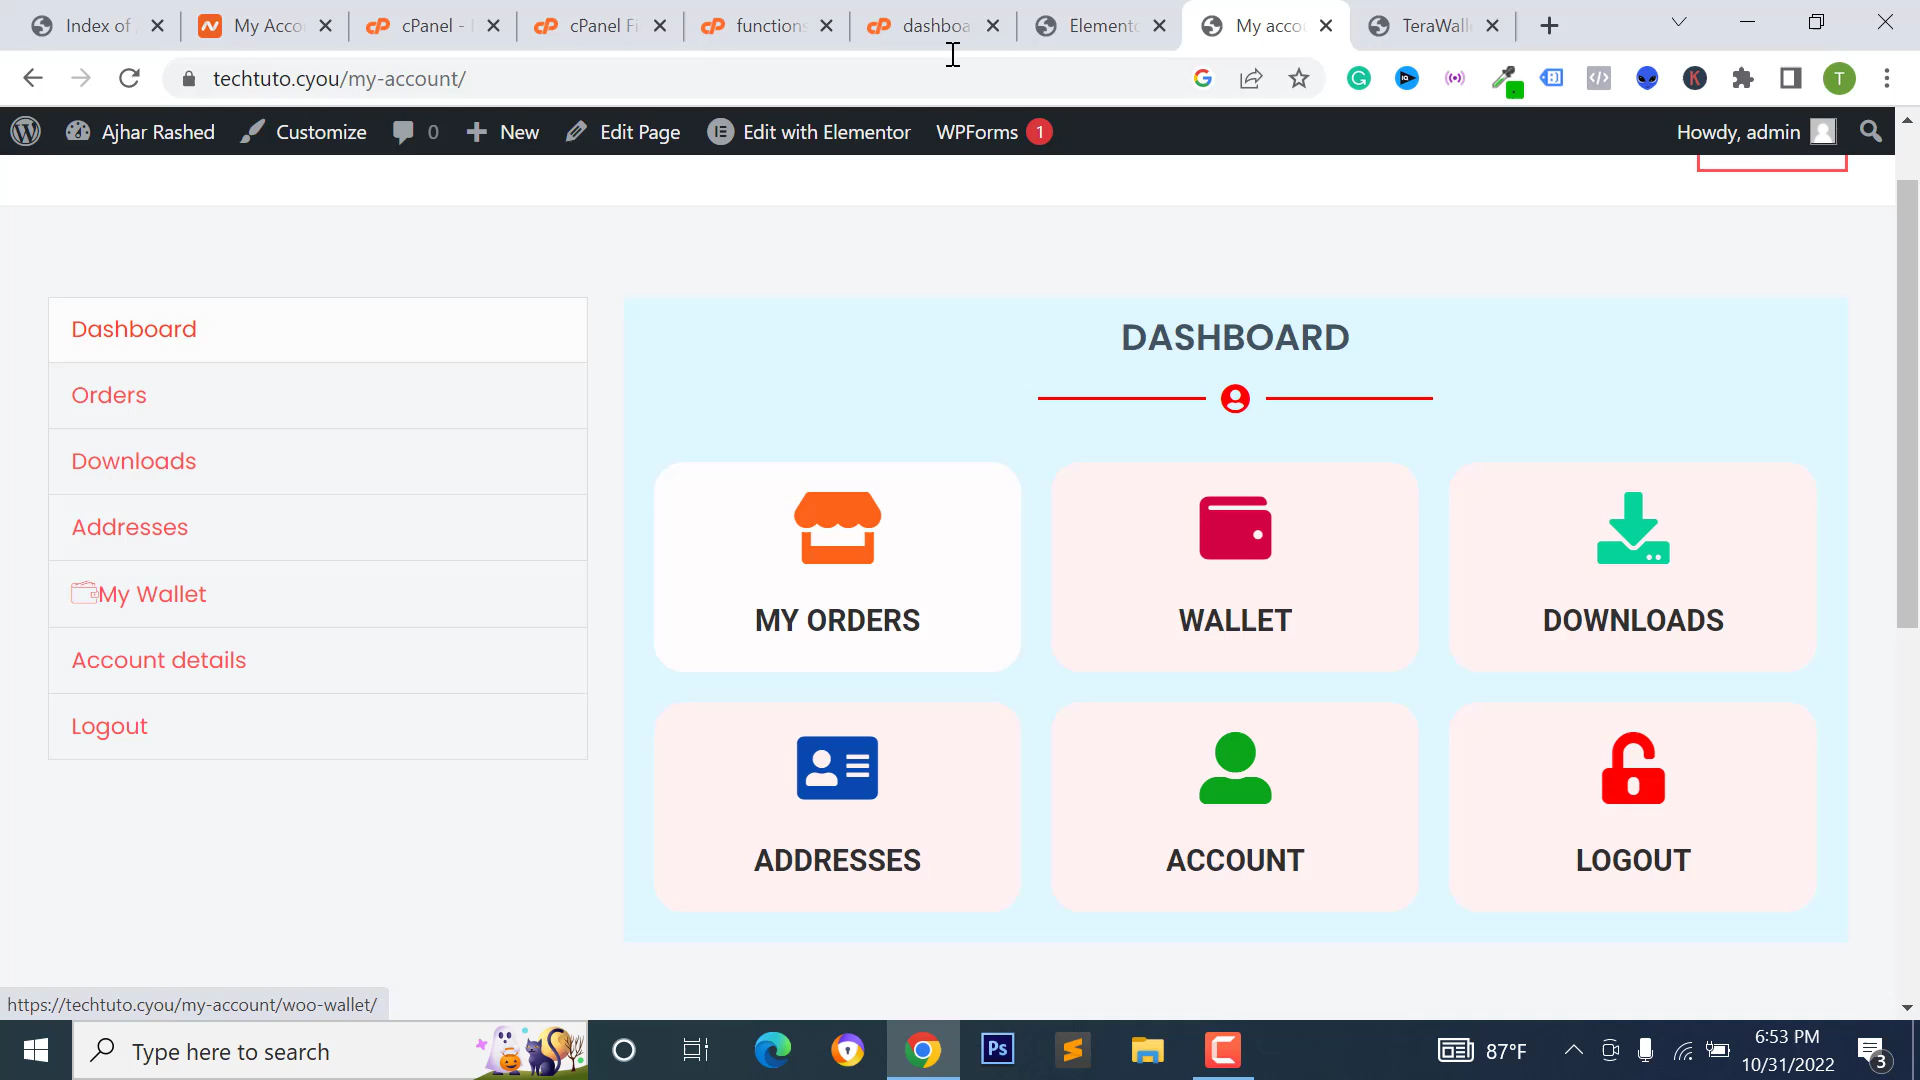 Index of
My Acco
cPanel -
cPanel Fi
functions
dashboa
Elemento
My acco
TeraWall
techtuto.cyou/my-account/
T
Ajhar Rashed
Customize
0
New
Edit Page
Edit with Elementor
WPForms 1
Howdy, admin
Dashboard
Orders
Downloads
Addresses
My Wallet
Account details
Logout
DASHBOARD
MY ORDERS
WALLET
DOWNLOADS
ADDRESSES
ACCOUNT
LOGOUT
https://techtuto.cyou/my-account/woo-wallet/
Type here to search
Ps
87°F
6:53 PM
10/31/2022
3